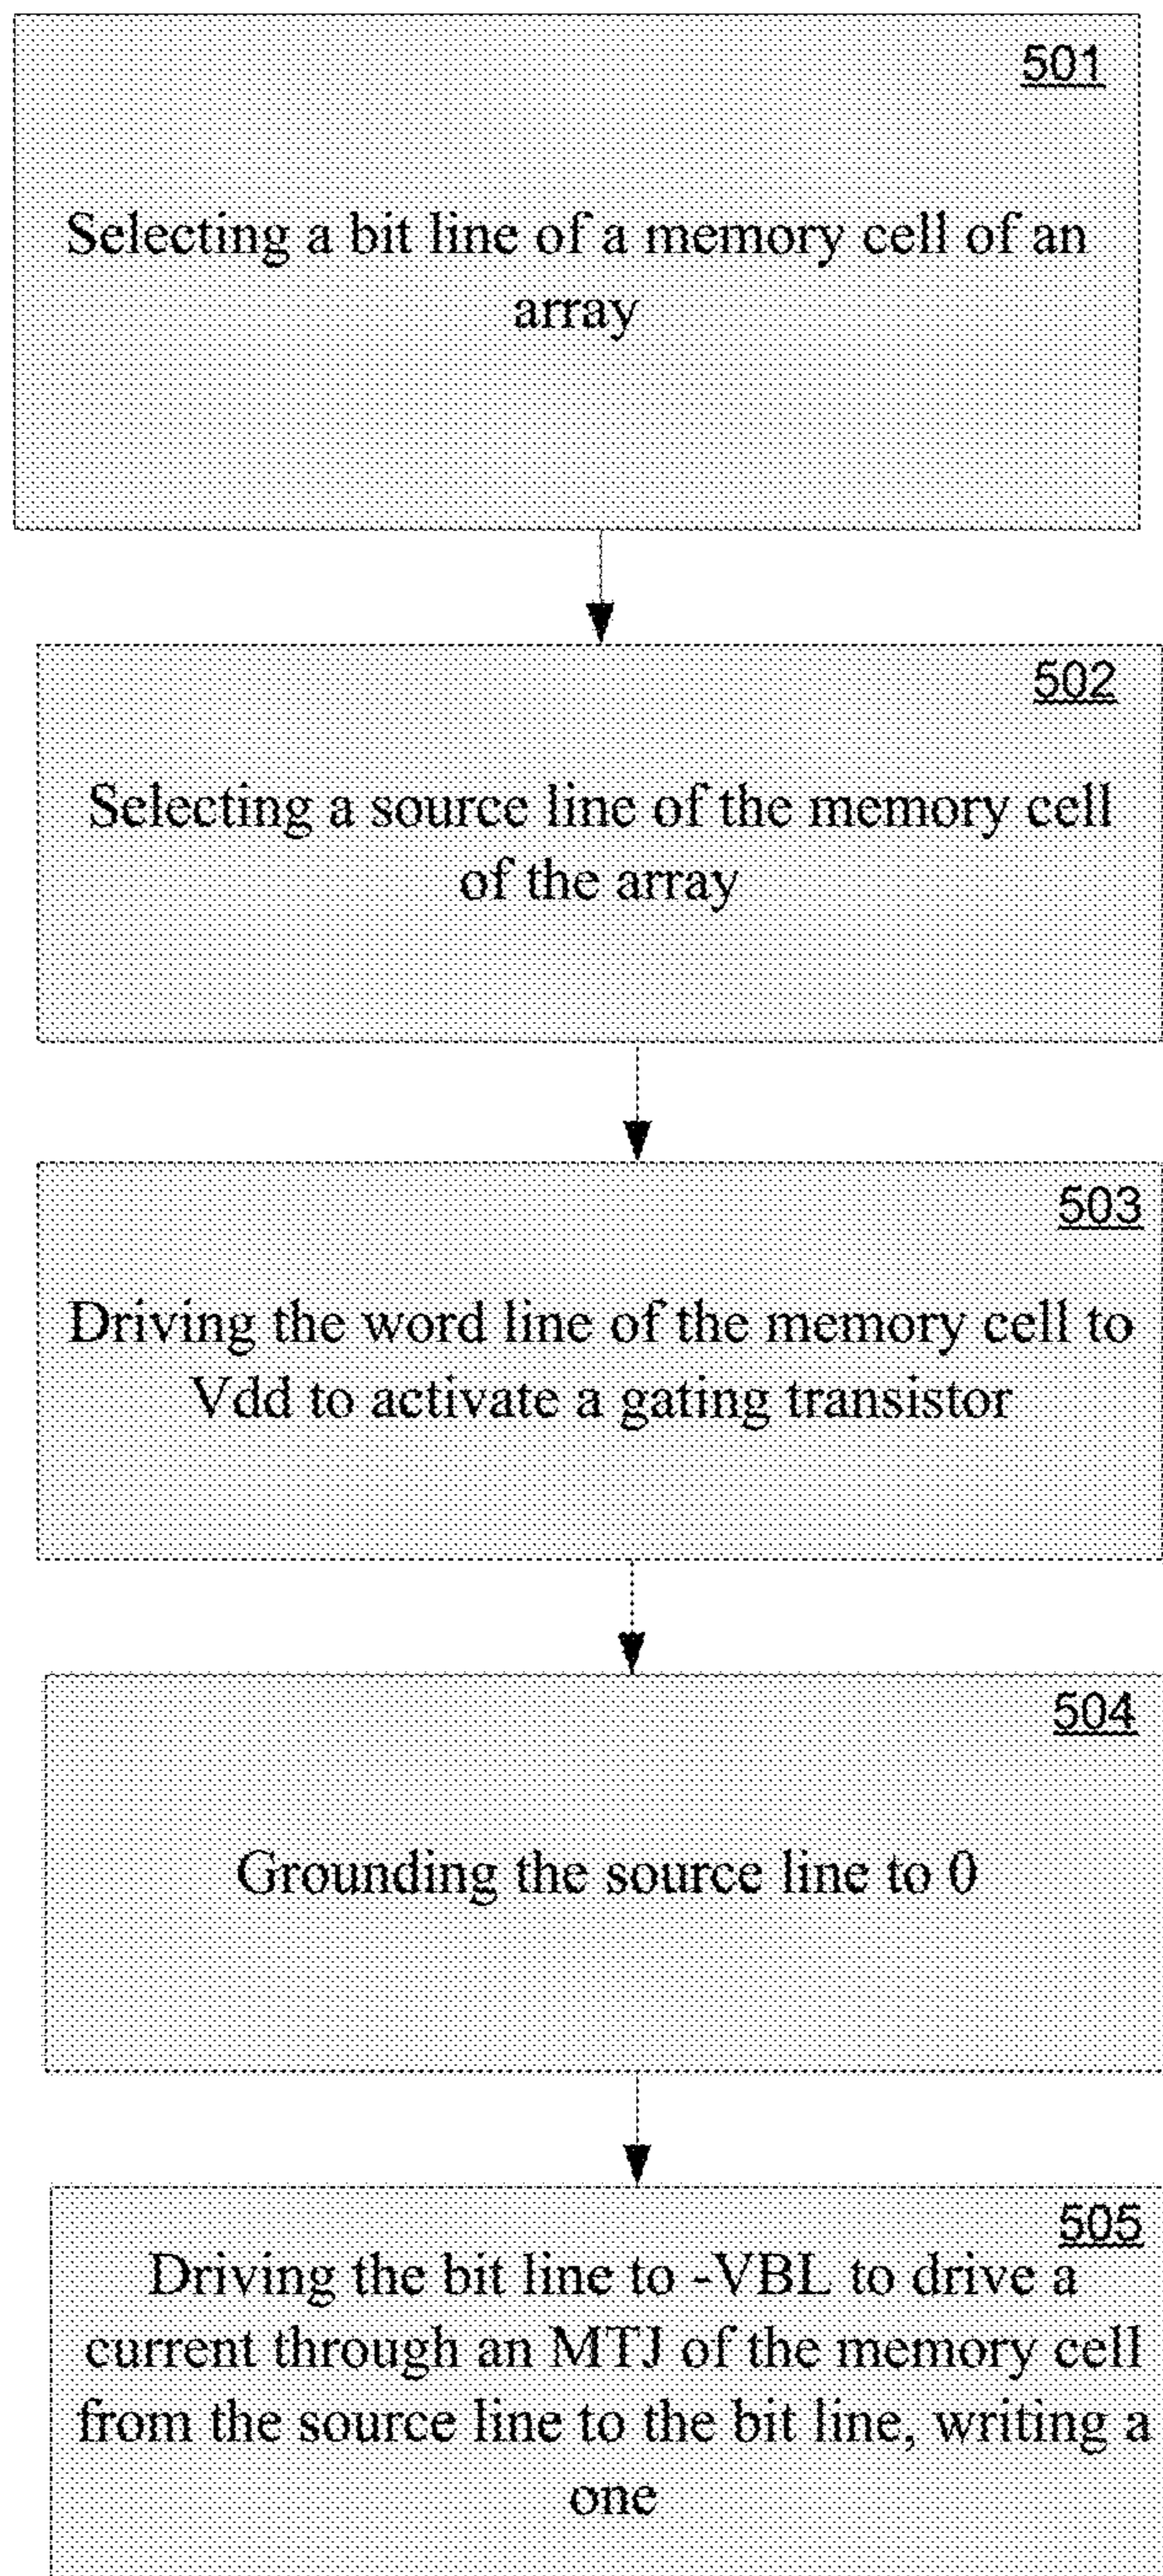 501
Selecting a bit line of a memory cell of an
array
502
Selecting a source line of the memory cell
of the array
503
Driving the word line of the memory cell to
Vdd to activate a gating transistor
504
Grounding the source line to 0
505
Driving the bit line to -VBL to drive a
current through an MTJ of the memory cell
from the source line to the bit line, writing a
one